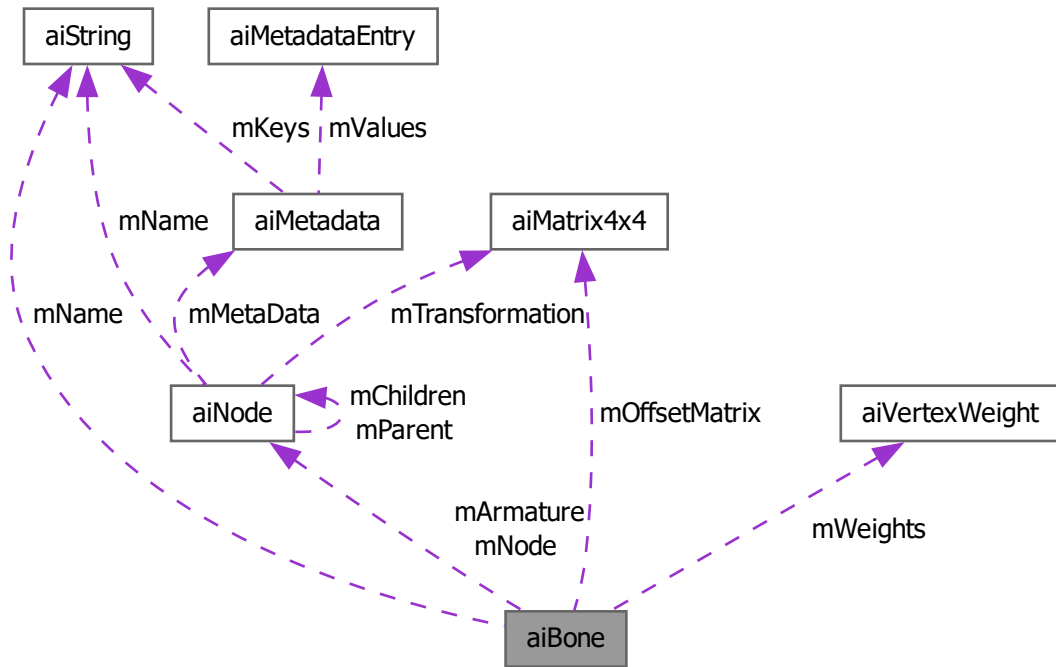 aiString
aiMetadataEntry
mKeys
mValues
aiMetadata
aiMatrix4x4
mName
mName
mMetaData
mTransformation
aiNode
mChildren
mParent
mOffsetMatrix
aiVertexWeight
mArmature
mNode
mWeights
aiBone